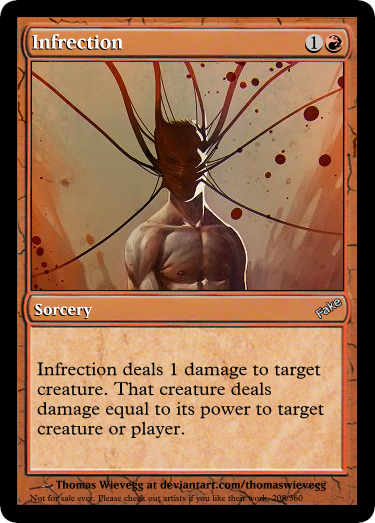 Infrection 1
Sorcery Fake
Infrection deals 1 damage to target
creature. That creature deals
damage equal to its power to target
creature or player.
Thomas Wievegg at deviantart.com/thomaswievegg
Not for sale ever. Please check out artists if you like their work. 208/360